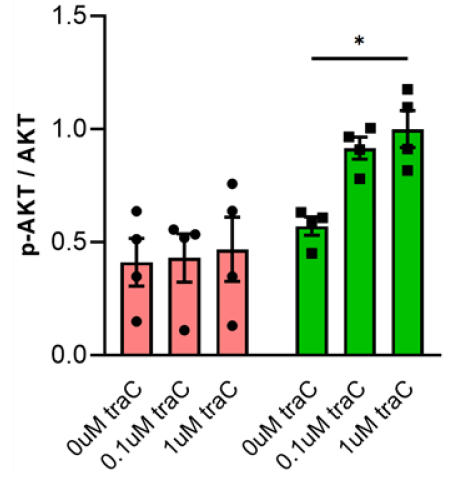 1.5
*
1.0
p-AKT / AKT
0.5
0.0
0uM traC
0.1uM traC
1uM traC
0uM traC
0.1uM traC
1uM traC